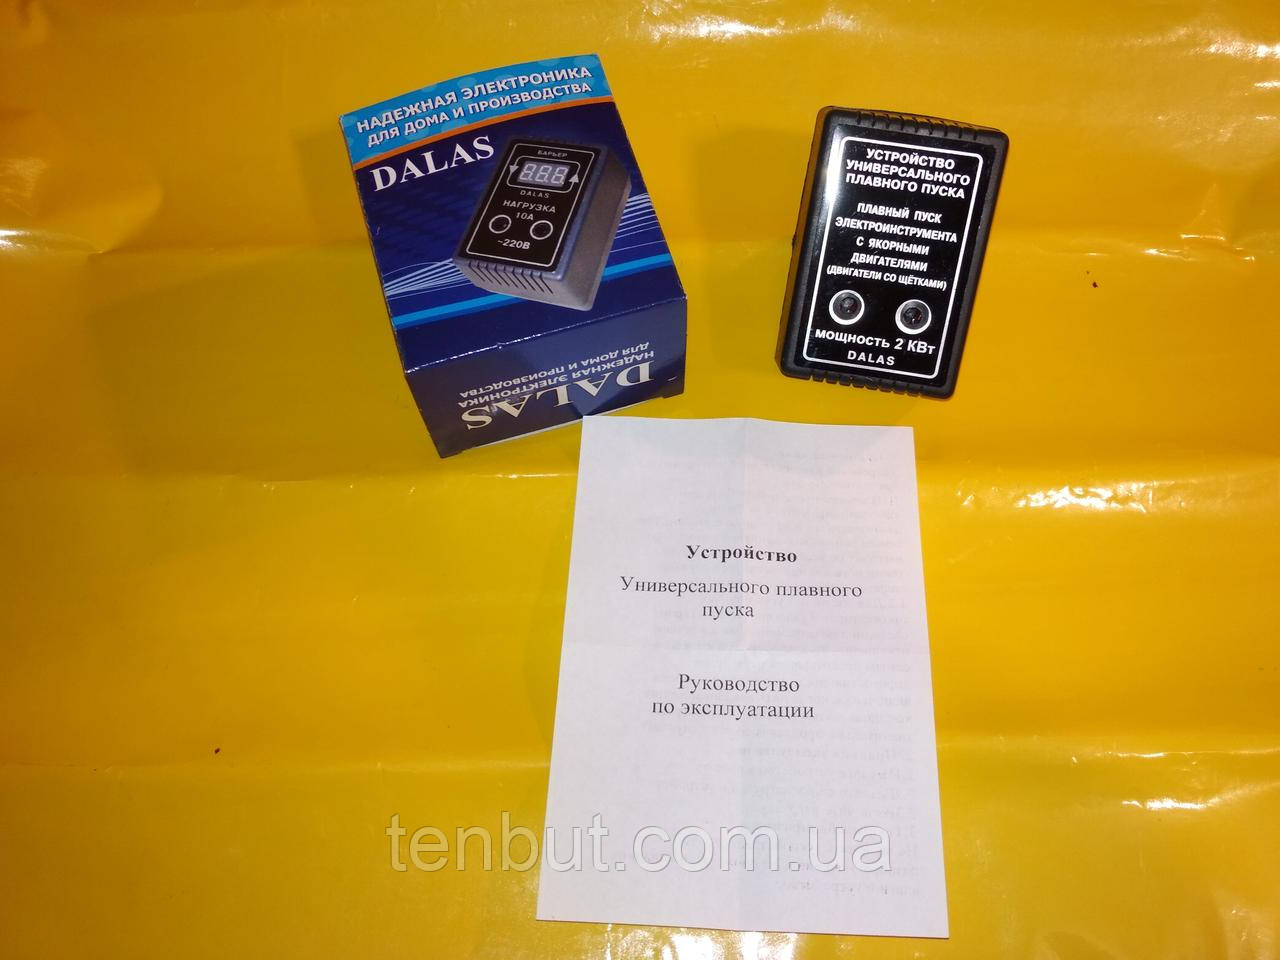 НАДЕЖНАЯ ЭЛЕКТРОНИКА
ДЛЯ ДОМА И ПРОИЗВОДСТВА
DALAS
БАРЬЕР
DALAS
НАГРУЗКА
10А
~220В
DALAS
НАДЕЖНАЯ ЭЛЕКТРОНИКА
ДЛЯ ДОМА И ПРОИЗВОДСТВА
УСТРОЙСТВО
УНИВЕРСАЛЬНОГО
ПЛАВНОГО ПУСКА
ПЛАВНЫЙ ПУСК
ЭЛЕКТРОИНСТРУМЕНТА
С ЯКОРНЫМИ
ДВИГАТЕЛЯМИ
(ДВИГАТЕЛИ СО ЩЁТКАМИ)
МОЩНОСТЬ 2 КВт
DALAS
Устройство
Универсального плавного
пуска
Руководство
по эксплуатации
tenbut.com.ua